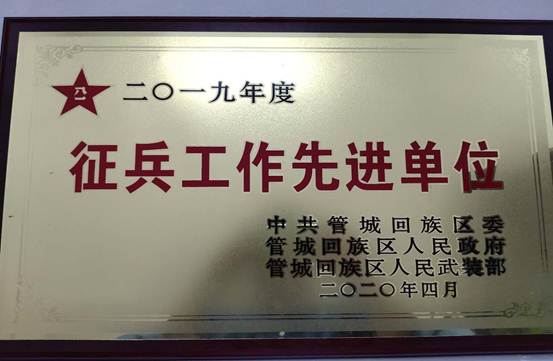 八一
二〇一九年度
征兵工作先进单位
中共管城回族区委
管城回族区人民政府
管城回族区人民武装部
二〇二〇年四月